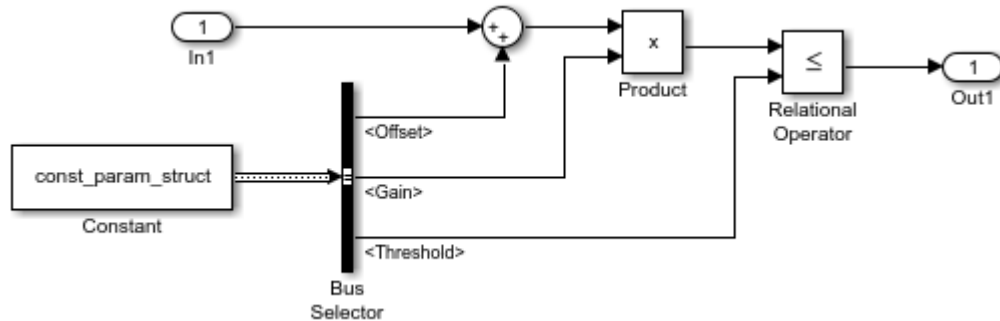 1
In1
+
+
x
Product
≤
Relational
Operator
1
Out1
<Offset>
const_param_struct
Constant
<Gain>
<Threshold>
Bus
Selector